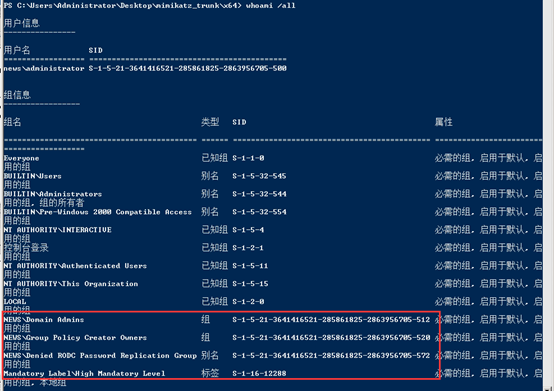 PS C:\Users\Administrator\Desktop\mimikatz_trunk\x64> whoami /all
用户信息
----------------
用户名 SID
================== ============================================
news\administrator S-1-5-21-3641416521-285861825-2863956705-500
组信息
-----------------
组名 类型 SID 属性
Everyone 已知组 S-1-1-0 必需的组, 启用于默认, 启
用的组
BUILTIN\Users 别名 S-1-5-32-545 必需的组, 启用于默认, 启
用的组
BUILTIN\Administrators 别名 S-1-5-32-544 必需的组, 启用于默认, 启
用的组, 组的所有者
BUILTIN\Pre-Windows 2000 Compatible Access 别名 S-1-5-32-554 必需的组, 启用于默认, 启
用的组
NT AUTHORITY\INTERACTIVE 已知组 S-1-5-4 必需的组, 启用于默认, 启
用的组
控制台登录 已知组 S-1-2-1 必需的组, 启用于默认, 启
用的组
NT AUTHORITY\Authenticated Users 已知组 S-1-5-11 必需的组, 启用于默认, 启
用的组
NT AUTHORITY\This Organization 已知组 S-1-5-15 必需的组, 启用于默认, 启
用的组
LOCAL 已知组 S-1-2-0 必需的组, 启用于默认, 启
用的组
NEWS\Domain Admins 组 S-1-5-21-3641416521-285861825-2863956705-512 必需的组, 启用于默认, 启
用的组
NEWS\Group Policy Creator Owners 组 S-1-5-21-3641416521-285861825-2863956705-520 必需的组, 启用于默认, 启
用的组
NEWS\Denied RODC Password Replication Group 别名 S-1-5-21-3641416521-285861825-2863956705-572 必需的组, 启用于默认, 启
用的组
Mandatory Label\High Mandatory Level 标签 S-1-16-12288 必需的组, 启用于默认, 启
用的组, 本地组